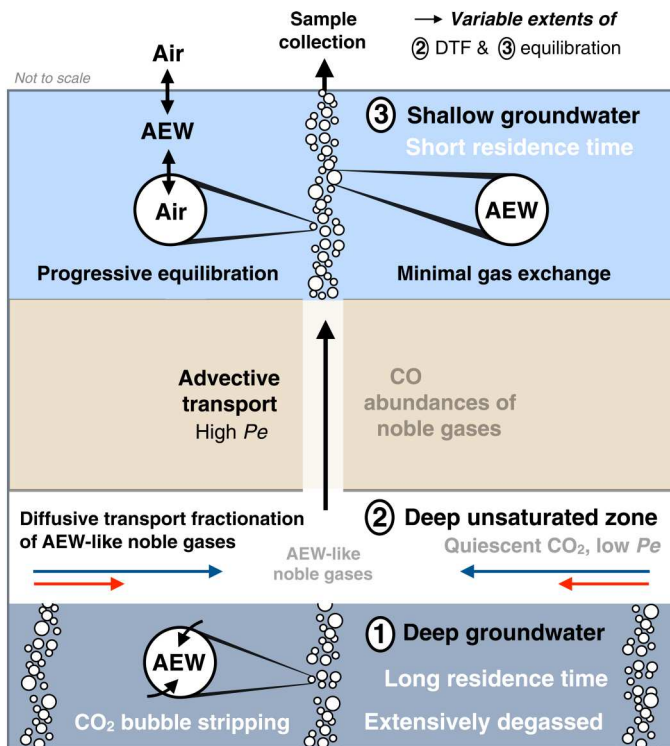 Sample
collection
→ Variable extents of
② DTF & ③ equilibration
Not to scale
Air
AEW
Air
③ Shallow groundwater
Short residence time
AEW
Progressive equilibration
Minimal gas exchange
Advective
transport
High Pe
CO
abundances of
noble gases
Diffusive transport fractionation
of AEW-like noble gases
② Deep unsaturated zone
Quiescent CO₂, low Pe
AEW-like
noble gases
① Deep groundwater
AEW
Long residence time
CO₂ bubble stripping
Extensively degassed